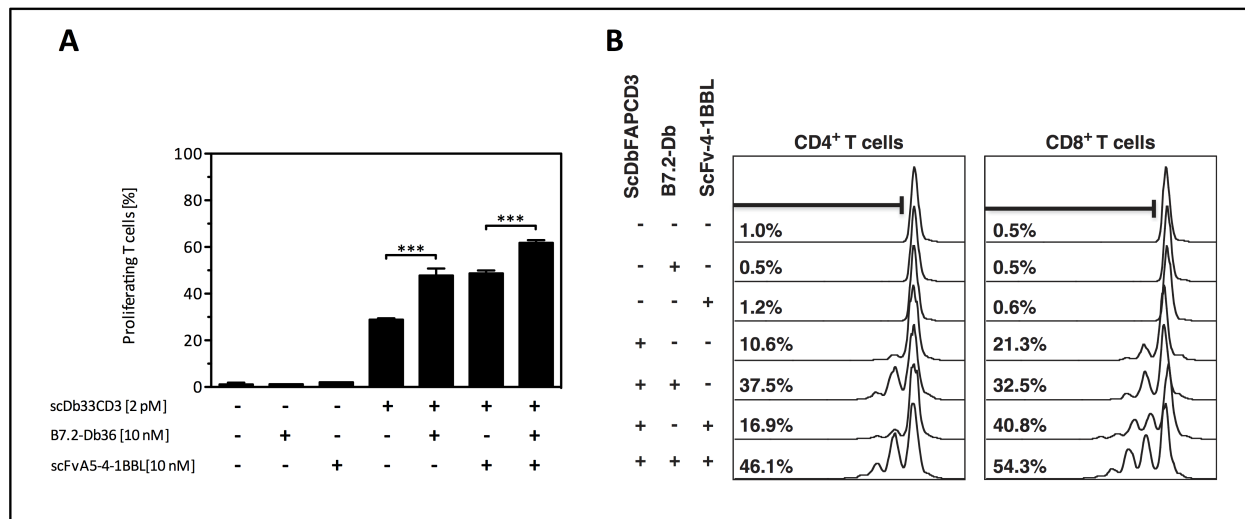 A
B
Proliferating T cells [%]
100
80
60
40
20
0
***
***
scDb33CD3 [2 pM] - - - + + + +
B7.2-Db36 [10 nM] - + - - + - +
scFvA5-4-1BBL[10 nM] - - + - - + +
ScDbFAPCD3
B7.2-Db
ScFv-4-1BBL
CD4+ T cells
CD8+ T cells
- - - 1.0% 0.5%
- + - 0.5% 0.5%
- - + 1.2% 0.6%
+ - - 10.6% 21.3%
+ + - 37.5% 32.5%
+ - + 16.9% 40.8%
+ + + 46.1% 54.3%